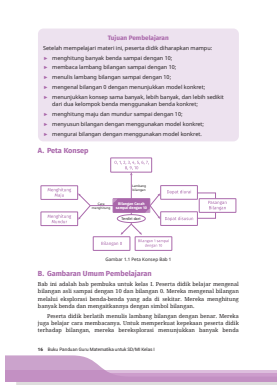 Tujuan Pembelajaran
Setelah mempelajari materi ini, peserta didik diharapkan mampu:
► menghitung banyak benda sampai dengan 10;
► membaca lambang bilangan sampai dengan 10;
► menulis lambang bilangan sampai dengan 10;
► mengenal bilangan 0 dengan menunjukkan model konkret;
► menunjukkan konsep sama banyak, lebih banyak, dan lebih sedikit
dari dua kelompok benda menggunakan benda konkret;
► menghitung maju dan mundur sampai dengan 10;
► menyusun bilangan dengan menggunakan model konkret;
► mengurai bilangan dengan menggunakan model konkret.
A. Peta Konsep
0, 1, 2, 3, 4, 5, 6, 7,
8, 9, 10
Lambang
bilangan
Menghitung
Maju
Cara
menghitung
Menghitung
Mundur
Bilangan Cacah
sampai dengan 10
Dapat diurai
Dapat disusun
Pasangan
Bilangan
Terdiri dari
Bilangan 0
Bilangan 1 sampai
dengan 10
Gambar 1.1 Peta Konsep Bab 1
B. Gambaran Umum Pembelajaran
Bab ini adalah bab pembuka untuk kelas I. Peserta didik belajar mengenal
bilangan asli sampai dengan 10 dan bilangan 0. Mereka mengenal bilangan
melalui eksplorasi benda-benda yang ada di sekitar. Mereka menghitung
banyak benda dan mengaitkannya dengan simbol bilangan.
Peserta didik berlatih menulis lambang bilangan dengan benar. Mereka
juga belajar cara membacanya. Untuk memperkuat kepekaan peserta didik
terhadap bilangan, mereka bereksplorasi menunjukkan banyak benda
16 Buku Panduan Guru Matematika untuk SD/MI Kelas I